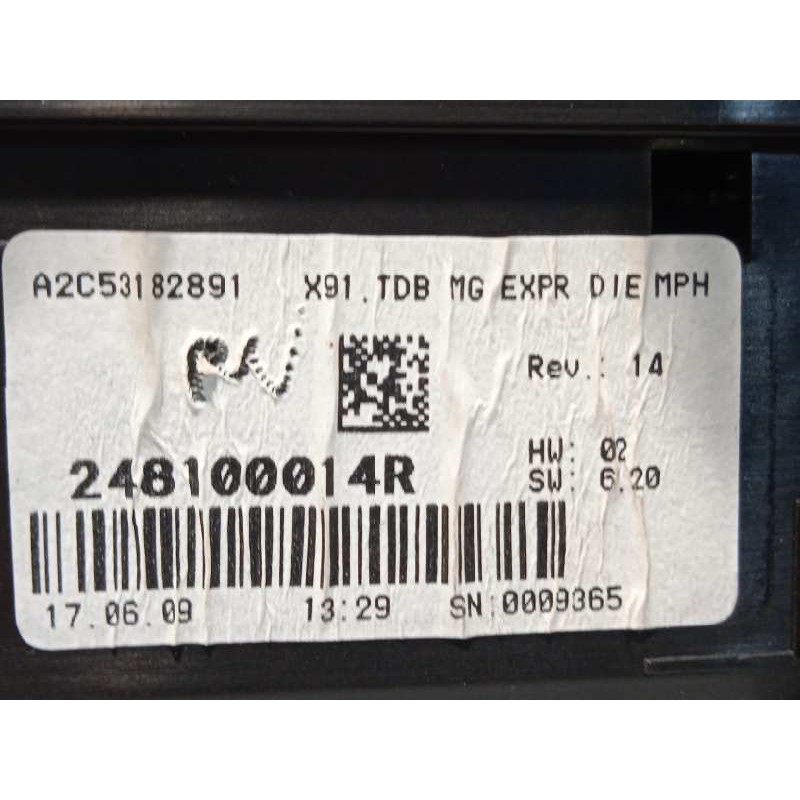 A2C53182891 X91.TDB MG EXPR DIE MPH
Rev.: 14
HW: 02
SW: 6.20
248100014R
17.06.09 13:29 SN:0009365